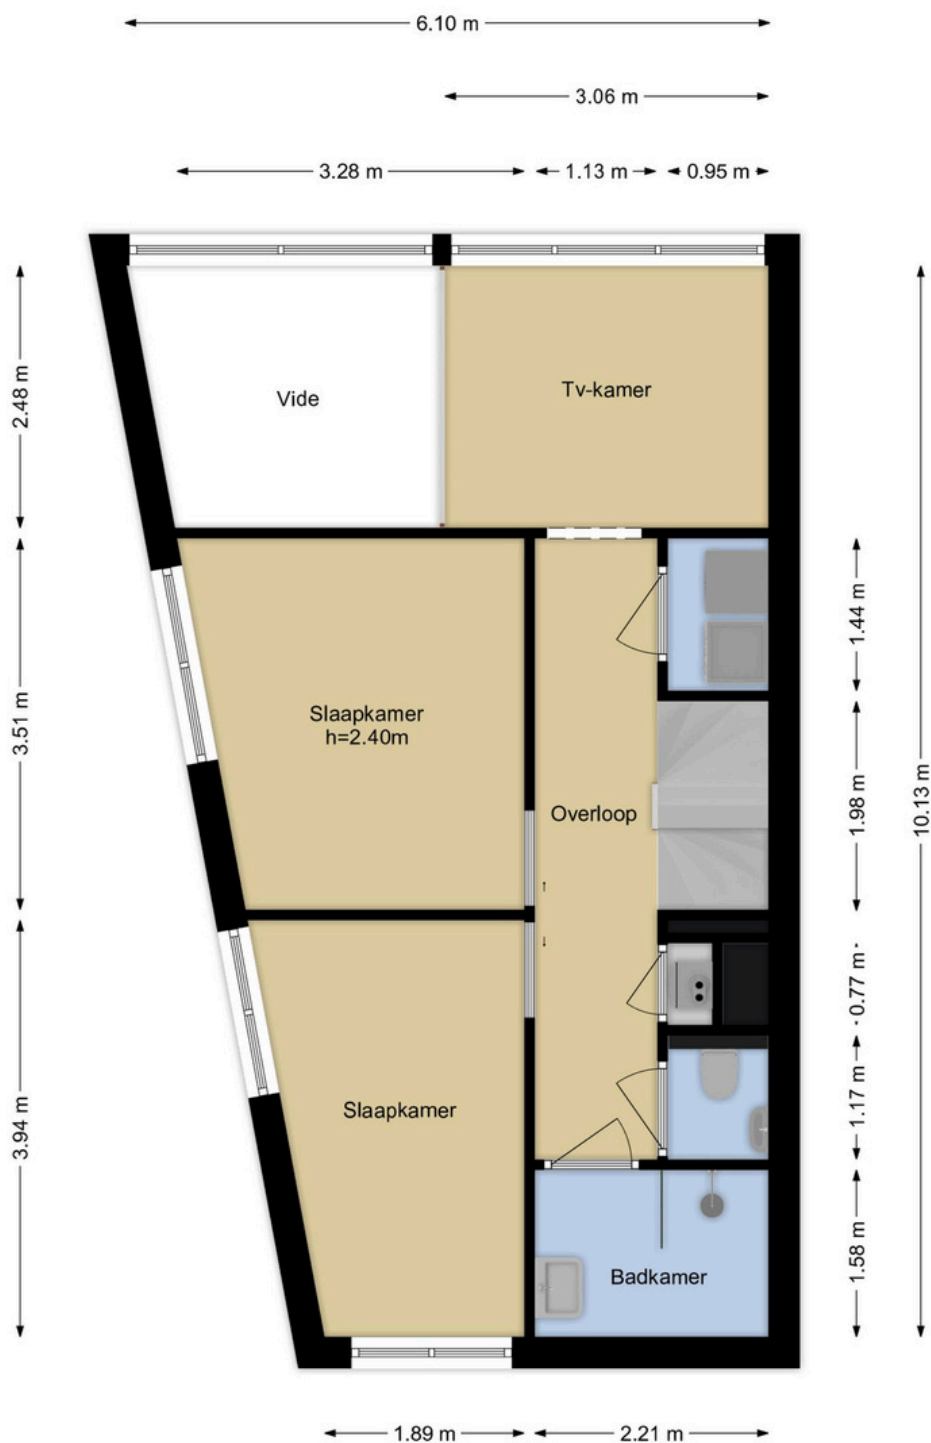 6.10 m
3.06 m
3.28 m
1.13 m
0.95 m
2.48 m
Vide
Tv-kamer
1.44 m
3.51 m
Slaapkamer
h=2.40m
Overloop
1.98 m
10.13 m
0.77 m
3.94 m
Slaapkamer
1.17 m
Badkamer
1.58 m
1.89 m
2.21 m